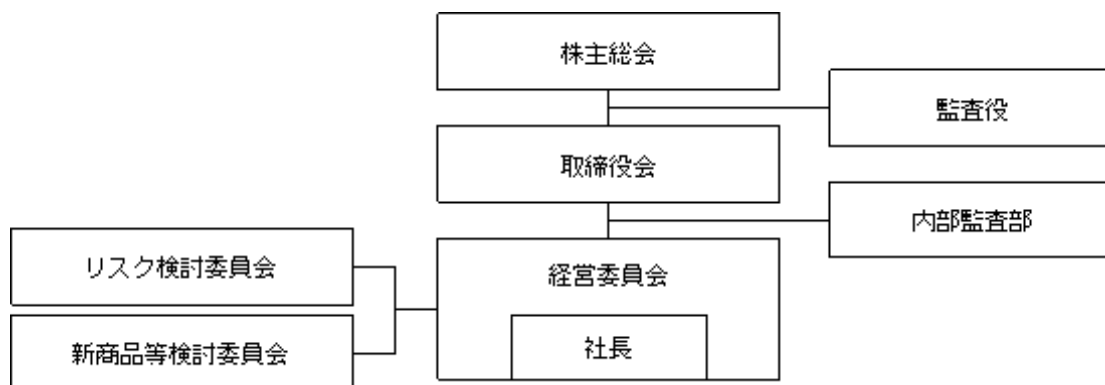 株主総会
監査役
取締役会
内部監査部
リスク検討委員会
経営委員会
新商品等検討委員会
社長